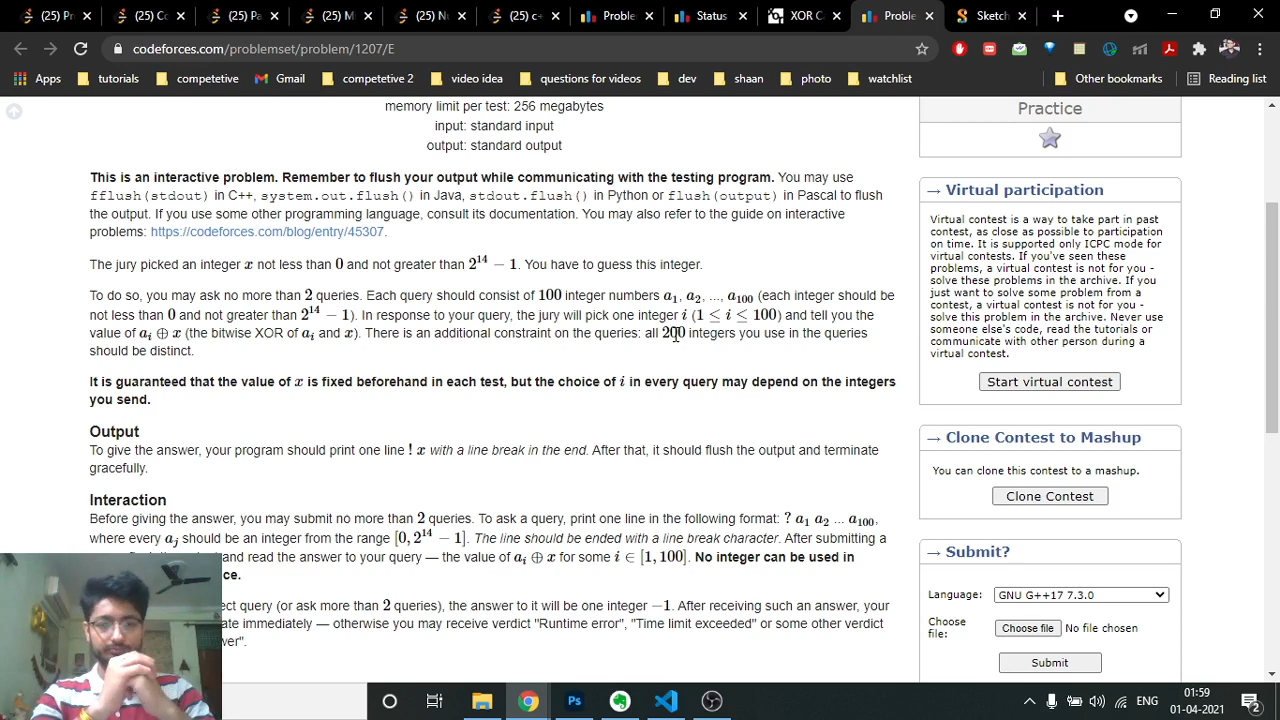 (25) Pr
(25) Co
(25) Pa
(25) M
(25) Nu
(25) c+
Proble
Status
XOR C
Proble
Sketch
codeforces.com/problemset/problem/1207/E
Apps
tutorials
competetive
Gmail
competetive 2
video idea
questions for videos
dev
shaan
photo
watchlist
Other bookmarks
Reading list
memory limit per test: 256 megabytes
input: standard input
output: standard output
This is an interactive problem. Remember to flush your output while communicating with the testing program. You may use
fflush(stdout) in C++, system.out.flush() in Java, stdout.flush() in Python or flush(output) in Pascal to flush
the output. If you use some other programming language, consult its documentation. You may also refer to the guide on interactive
problems: https://codeforces.com/blog/entry/45307.
The jury picked an integer x not less than 0 and not greater than 2^14 − 1. You have to guess this integer.
To do so, you may ask no more than 2 queries. Each query should consist of 100 integer numbers a1, a2, ..., a100 (each integer should be
not less than 0 and not greater than 2^14 − 1). In response to your query, the jury will pick one integer i (1 ≤ i ≤ 100) and tell you the
value of ai ⊕ x (the bitwise XOR of ai and x). There is an additional constraint on the queries: all 200 integers you use in the queries
should be distinct.
It is guaranteed that the value of x is fixed beforehand in each test, but the choice of i in every query may depend on the integers
you send.
Output
To give the answer, your program should print one line ! x with a line break in the end. After that, it should flush the output and terminate
gracefully.
Interaction
Before giving the answer, you may submit no more than 2 queries. To ask a query, print one line in the following format: ? a1 a2 ... a100,
where every aj should be an integer from the range [0, 2^14 − 1]. The line should be ended with a line break character. After submitting a
and read the answer to your query — the value of ai ⊕ x for some i ∈ [1, 100]. No integer can be used in
ce.
ect query (or ask more than 2 queries), the answer to it will be one integer −1. After receiving such an answer, your
ate immediately — otherwise you may receive verdict "Runtime error", "Time limit exceeded" or some other verdict
wer".
Practice
→ Virtual participation
Virtual contest is a way to take part in past
contest, as close as possible to participation
on time. It is supported only ICPC mode for
virtual contests. If you've seen these
problems, a virtual contest is not for you -
solve these problems in the archive. If you
just want to solve some problem from a
contest, a virtual contest is not for you -
solve this problem in the archive. Never use
someone else's code, read the tutorials or
communicate with other person during a
virtual contest.
Start virtual contest
→ Clone Contest to Mashup
You can clone this contest to a mashup.
Clone Contest
→ Submit?
Language: GNU G++17 7.3.0
Choose
file: Choose file No file chosen
Submit
ENG
01:59
01-04-2021
2